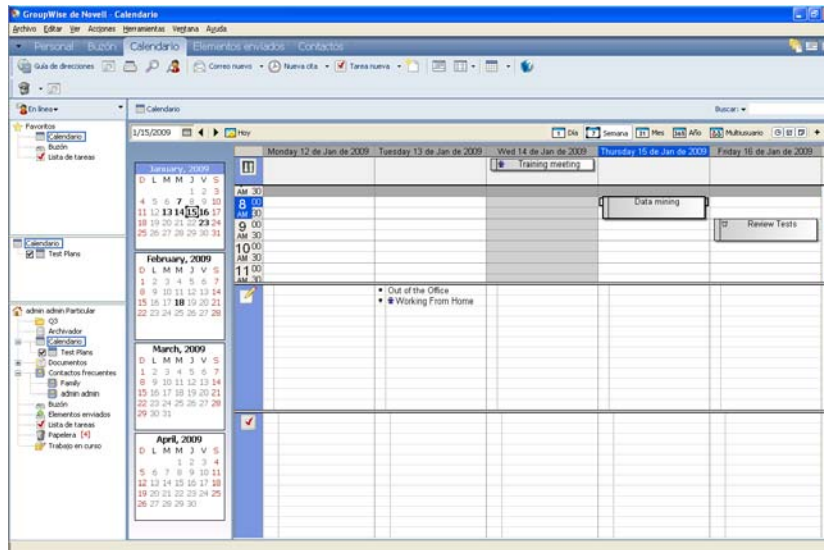 GroupWise de Novell - Calendario
Archivo Editar Ver Acciones Herramientas Ventana Ayuda
Personal Buzón Calendario Elementos enviados Contactos
Guía de direcciones Correo nuevo Nueva cita Tarea nueva
En línea Calendario Buscar:
Favoritos
Calendario
Buzón
Lista de tareas
1/15/2009 Hoy Día Semana Mes Año Multiusuario
Monday 12 de Jan de 2009 Tuesday 13 de Jan de 2009 Wed 14 de Jan de 2009 Thursday 15 de Jan de 2009 Friday 16 de Jan de 2009
Training meeting
AM 30
8 00
AM 30
9 00
AM 30
10 00
AM 30
11 00
AM 30
Data mining
Review Tests
Out of the Office
Working From Home
January, 2009
D L M M J V S
1 2 3
4 5 6 7 8 9 10
11 12 13 14 15 16 17
18 19 20 21 22 23 24
25 26 27 28 29 30 31
February, 2009
D L M M J V S
1 2 3 4 5 6 7
8 9 10 11 12 13 14
15 16 17 18 19 20 21
22 23 24 25 26 27 28
March, 2009
D L M M J V S
1 2 3 4 5 6 7
8 9 10 11 12 13 14
15 16 17 18 19 20 21
22 23 24 25 26 27 28
29 30 31
April, 2009
D L M M J V S
1 2 3 4
5 6 7 8 9 10 11
12 13 14 15 16 17 18
19 20 21 22 23 24 25
26 27 28 29 30
Calendario
Test Plans
admin admin Particular
Q3
Archivador
Calendario
Test Plans
Documentos
Contactos frecuentes
Family
admin admin
Buzón
Elementos enviados
Lista de tareas
Papelera [4]
Trabajo en curso